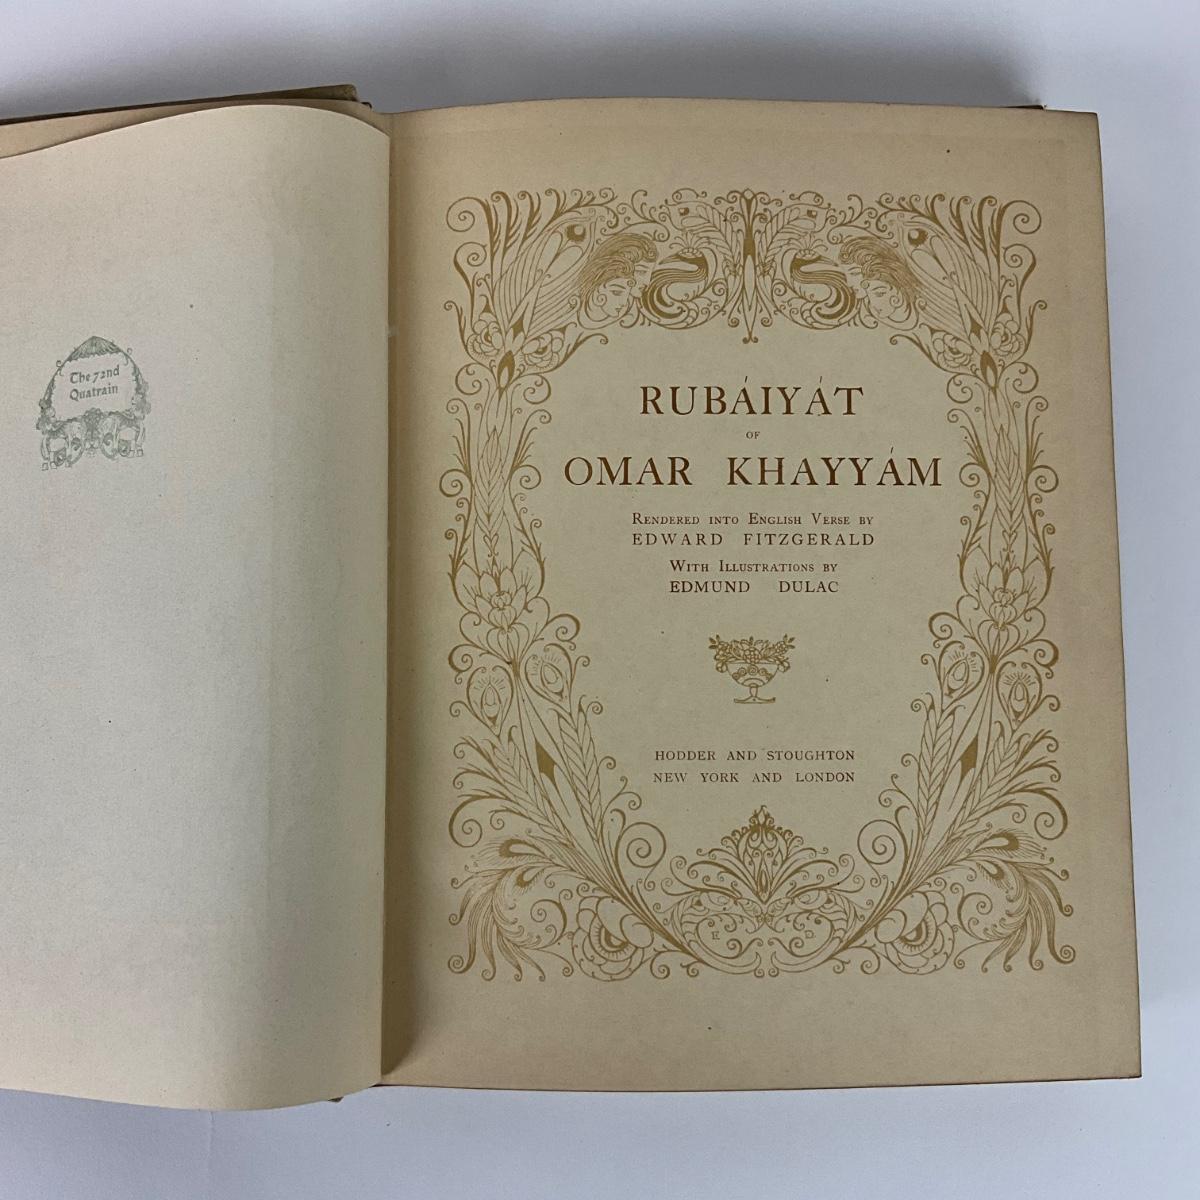 The 72nd
Quatrain
RUBÁIYÁT
OF
OMAR KHAYYÁM
RENDERED INTO ENGLISH VERSE BY
EDWARD FITZGERALD
WITH ILLUSTRATIONS BY
EDMUND DULAC
HODDER AND STOUGHTON
NEW YORK AND LONDON
E. D.